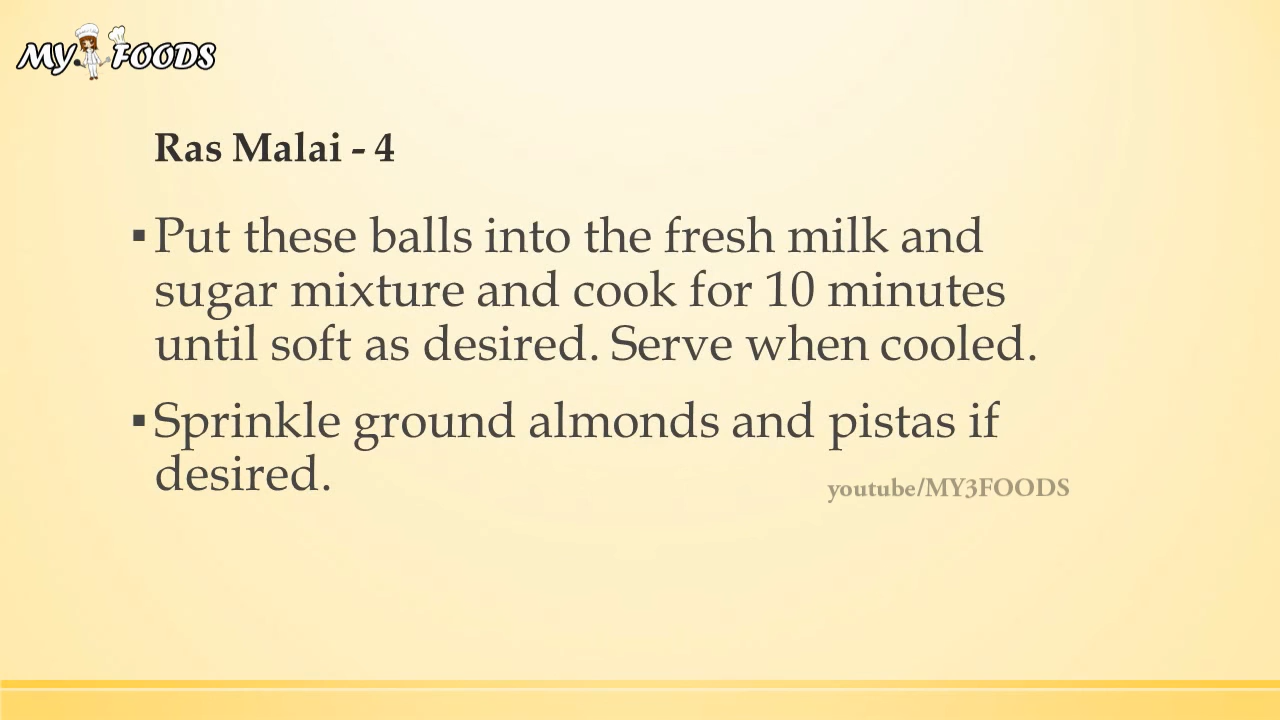 MY FOODS
Ras Malai - 4
▪Put these balls into the fresh milk and
sugar mixture and cook for 10 minutes
until soft as desired. Serve when cooled.
▪Sprinkle ground almonds and pistas if
desired.
youtube/MY3FOODS